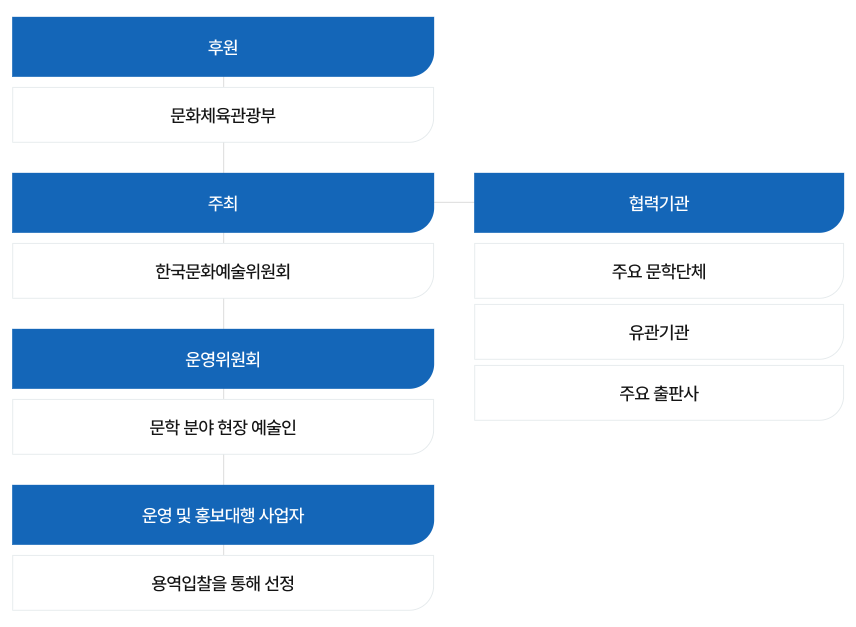 후원
문화체육관광부
주최
한국문화예술위원회
운영위원회
문학 분야 현장 예술인
운영 및 홍보대행 사업자
용역입찰을 통해 선정
협력기관
주요 문학단체
유관기관
주요 출판사